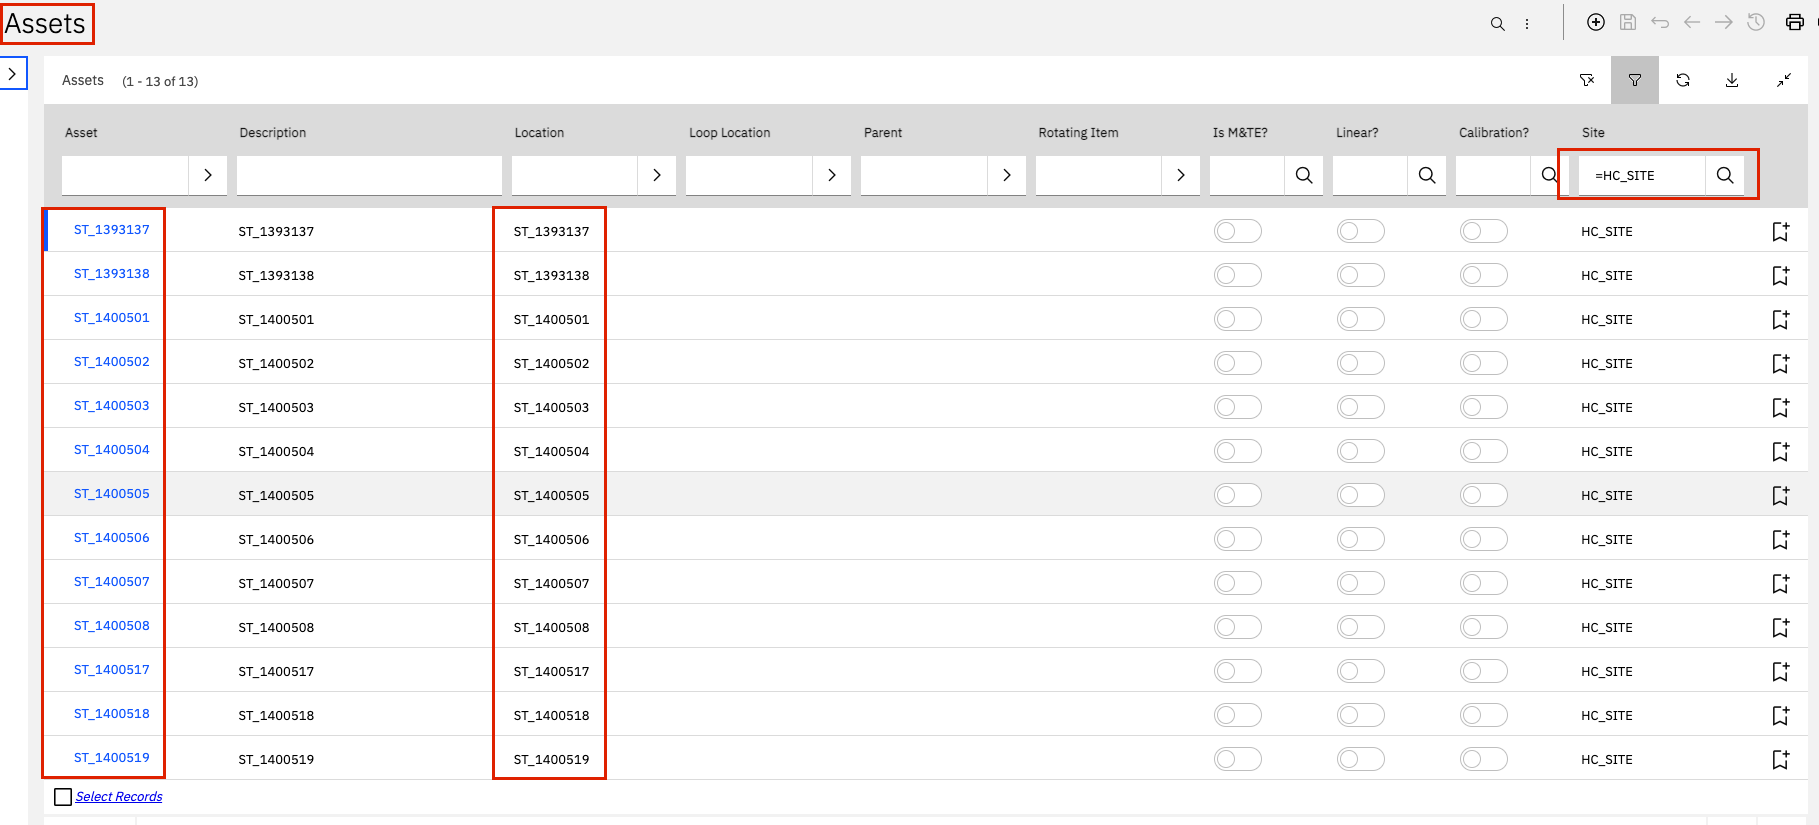 Assets
Assets (1 - 13 of 13)
Asset Description Location Loop Location Parent Rotating Item Is M&TE? Linear? Calibration? Site
=HC_SITE
ST_1393137 ST_1393137 ST_1393137 HC_SITE
ST_1393138 ST_1393138 ST_1393138 HC_SITE
ST_1400501 ST_1400501 ST_1400501 HC_SITE
ST_1400502 ST_1400502 ST_1400502 HC_SITE
ST_1400503 ST_1400503 ST_1400503 HC_SITE
ST_1400504 ST_1400504 ST_1400504 HC_SITE
ST_1400505 ST_1400505 ST_1400505 HC_SITE
ST_1400506 ST_1400506 ST_1400506 HC_SITE
ST_1400507 ST_1400507 ST_1400507 HC_SITE
ST_1400508 ST_1400508 ST_1400508 HC_SITE
ST_1400517 ST_1400517 ST_1400517 HC_SITE
ST_1400518 ST_1400518 ST_1400518 HC_SITE
ST_1400519 ST_1400519 ST_1400519 HC_SITE
Select Records